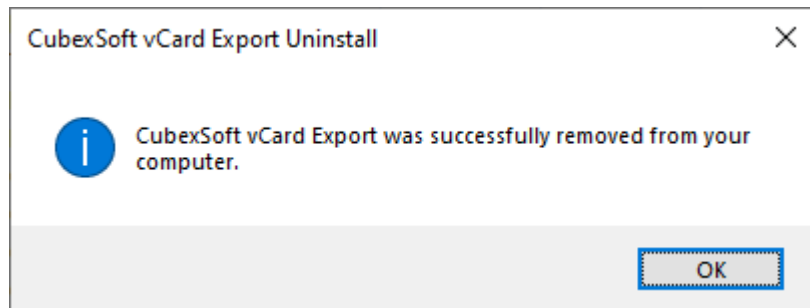 CubexSoft vCard Export Uninstall
CubexSoft vCard Export was successfully removed from your
computer.
OK